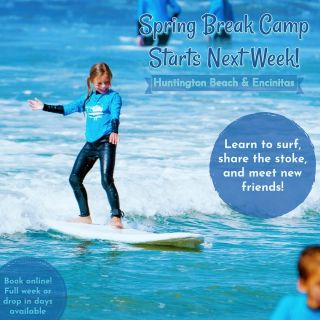 Spring Break Camp
Starts Next Week!
Huntington Beach & Encinitas
Learn to surf,
share the stoke,
and meet new
friends!
Book online!
Full week or
drop in days
available